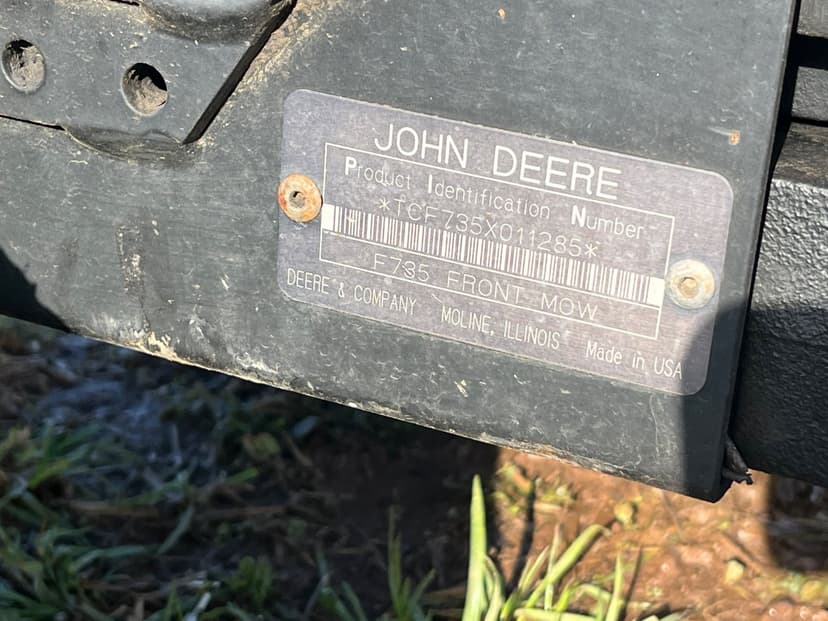 JOHN DEERE
Product Identification Number
*TCF735X011285*
F735 FRONT MOW
DEERE & COMPANY MOLINE, ILLINOIS Made in USA